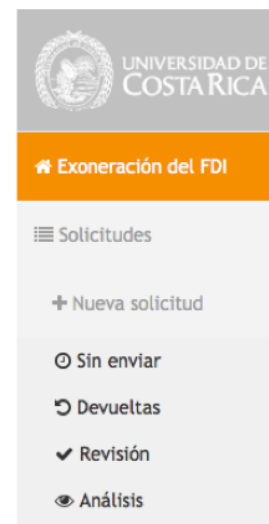 UNIVERSIDAD DE
COSTA RICA
Exoneración del FDI
Solicitudes
Nueva solicitud
Sin enviar
Devueltas
Revisión
Análisis